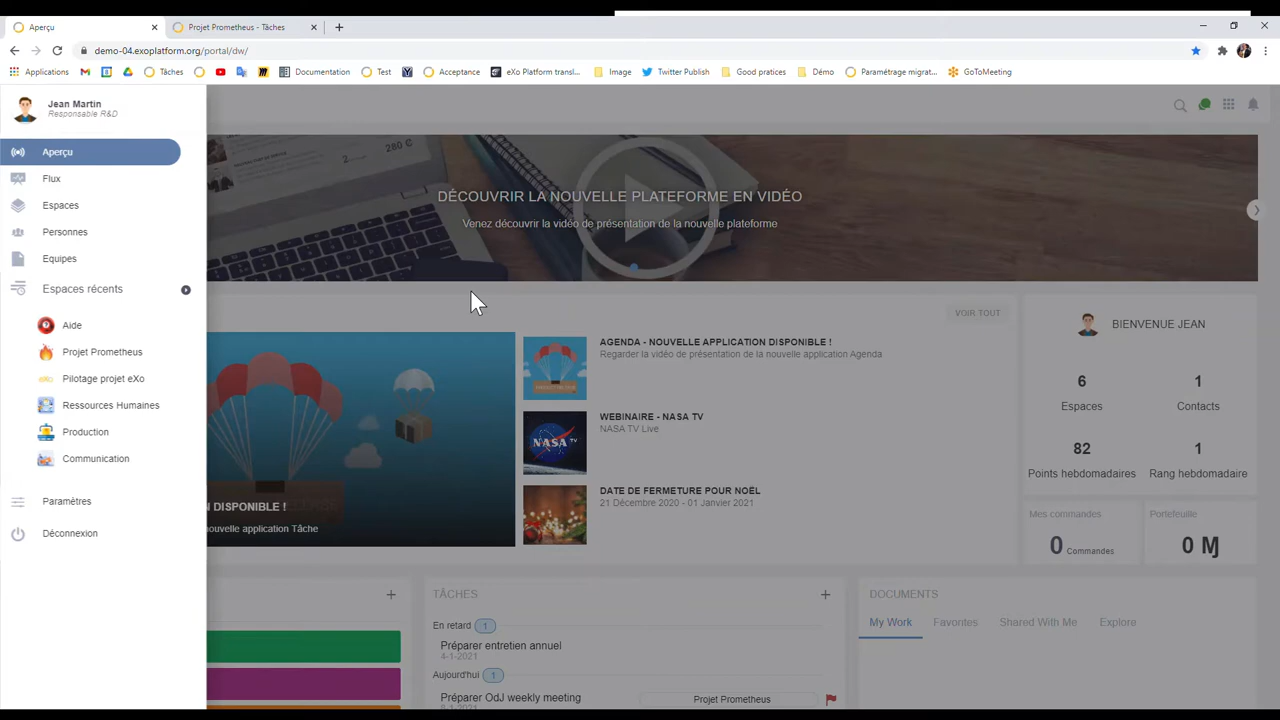 Aperçu
Projet Prometheus - Tâches
demo-04.exoplatform.org/portal/dw/
Applications
Tâches
Documentation
Test
Acceptance
eXo Platform transl...
Image
Twitter Publish
Good pratices
Démo
Paramétrage migrat...
GoToMeeting
Jean Martin
Responsable R&D
Aperçu
Flux
Espaces
Personnes
Equipes
Espaces récents
Aide
Projet Prometheus
Pilotage projet eXo
Ressources Humaines
Production
Communication
Paramètres
Déconnexion
DÉCOUVRIR LA NOUVELLE PLATEFORME EN VIDÉO
Venez découvrir la vidéo de présentation de la nouvelle plateforme
VOIR TOUT
N DISPONIBLE !
nouvelle application Tâche
AGENDA - NOUVELLE APPLICATION DISPONIBLE !
Regarder la vidéo de présentation de la nouvelle application Agenda
WEBINAIRE - NASA TV
NASA TV Live
DATE DE FERMETURE POUR NOËL
21 Décembre 2020 - 01 Janvier 2021
BIENVENUE JEAN
6
Espaces
1
Contacts
82
Points hebdomadaires
1
Rang hebdomadaire
Mes commandes
0 Commandes
Portefeuille
0 Ɱ
TÂCHES
En retard 1
Préparer entretien annuel
4-1-2021
Aujourd'hui 1
Préparer OdJ weekly meeting
Projet Prometheus
DOCUMENTS
My Work
Favorites
Shared With Me
Explore